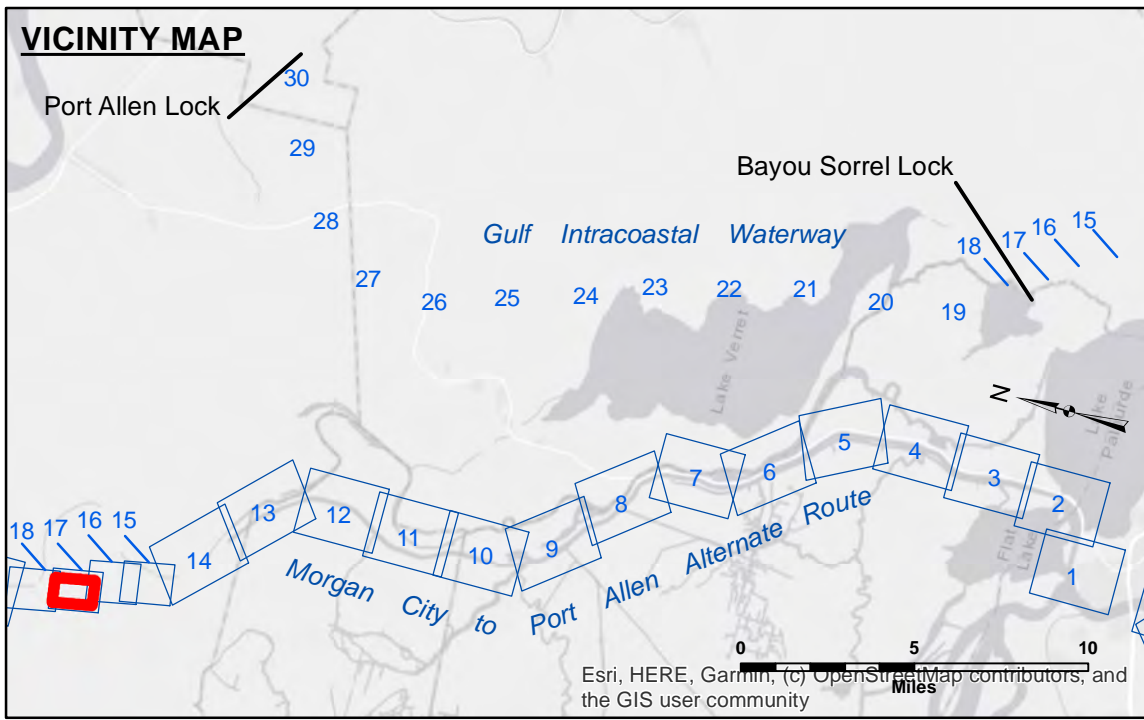 VICINITY MAP
30
Port Allen Lock
29
Bayou Sorrel Lock
28
Gulf Intracoastal Waterway
18 17 16 15
27
26 25 24 23 22 21 20 19
Lake Verret
N
Lake Palourde
5 4 3 2 1
7 6
8
9
10
11
12
13
14
18 17 16 15
Flat Lake
Morgan City to Port Allen Alternate Route
0 5 10
Miles
Esri, HERE, Garmin, (c) OpenStreetMap contributors, and
the GIS user community